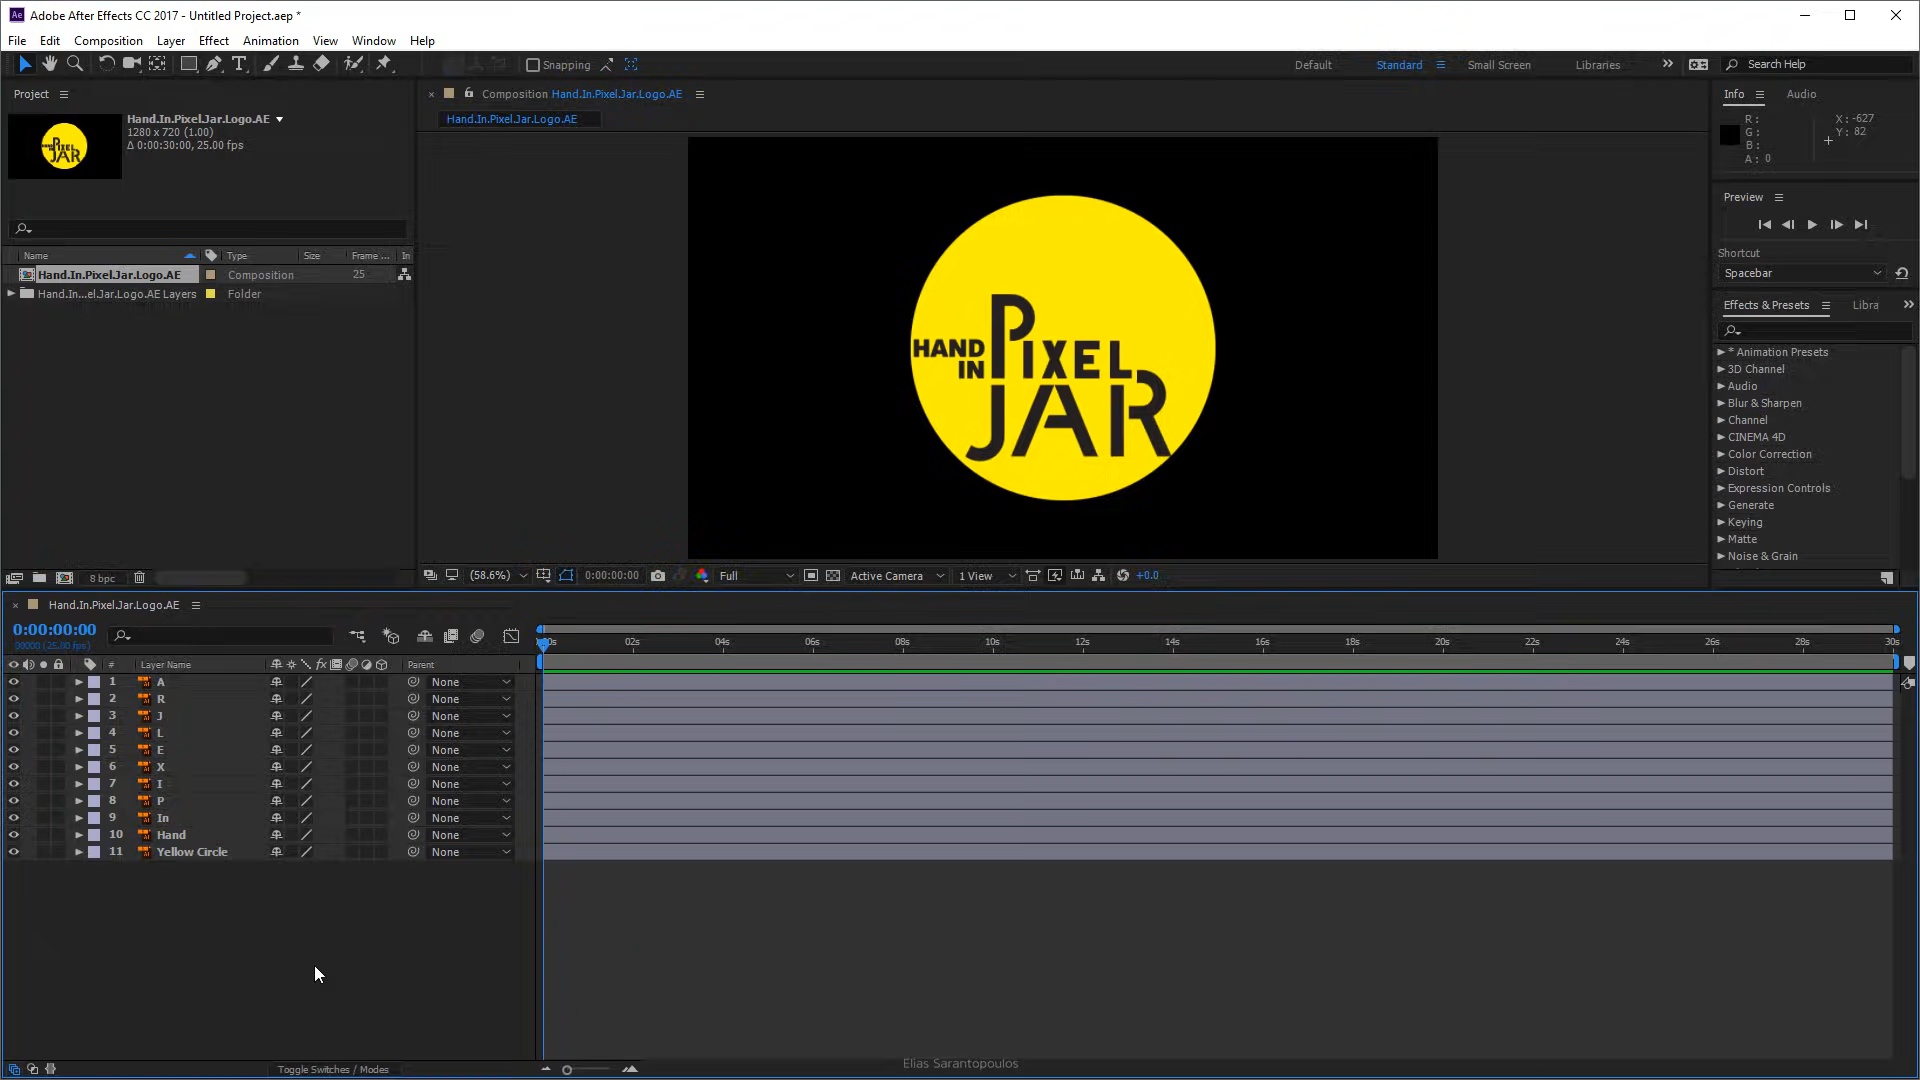 Ae Adobe After Effects CC 2017 - Untitled Project.aep *
File Edit Composition Layer Effect Animation View Window Help
Snapping Default Standard Small Screen Libraries Search Help
Project
Hand.In.Pixel.Jar.Logo.AE
1280 x 720 (1.00)
Δ 0:00:30:00, 25.00 fps
Name Type Size Frame ... In
Hand.In.Pixel.Jar.Logo.AE Composition 25
Hand.In...el.Jar.Logo.AE Layers Folder
8 bpc
Composition Hand.In.Pixel.Jar.Logo.AE
Hand.In.Pixel.Jar.Logo.AE
HAND IN PIXEL JAR
(58.6%) 0:00:00:00 Full Active Camera 1 View +0.0
Info Audio
R : X : -627
G : Y : 82
B :
A : 0
Preview
Shortcut
Spacebar
Effects & Presets Libra
* Animation Presets
3D Channel
Audio
Blur & Sharpen
Channel
CINEMA 4D
Color Correction
Distort
Expression Controls
Generate
Keying
Matte
Noise & Grain
Hand.In.Pixel.Jar.Logo.AE
0:00:00:00
00000 (25.00 fps)
02s 04s 06s 08s 10s 12s 14s 16s 18s 20s 22s 24s 26s 28s 30s
# Layer Name fx Parent
1 A None
2 R None
3 J None
4 L None
5 E None
6 X None
7 I None
8 P None
9 In None
10 Hand None
11 Yellow Circle None
Toggle Switches / Modes
Elias Sarantopoulos